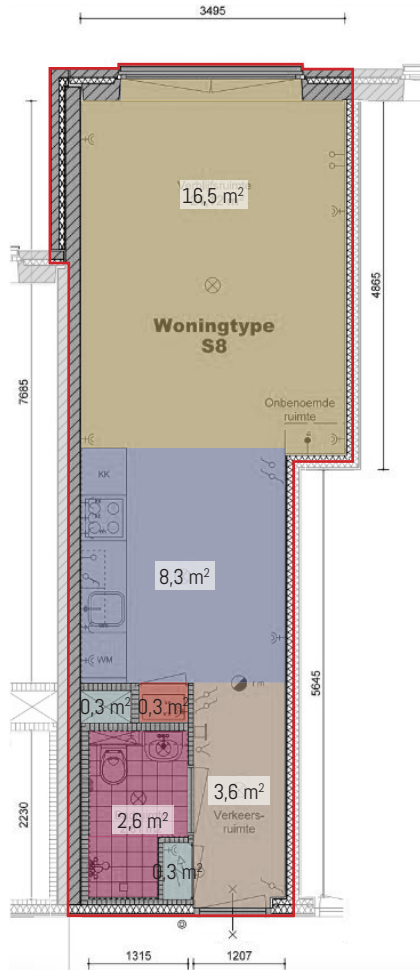 3495
16,5 m²
4865
Woningtype
S8
7685
Onbenoemde
ruimte
KK
8,3 m²
WM
5645
0,3 m²
0,3 m²
3,6 m²
2,6 m²
Verkeers-
ruimte
2230
0,3 m²
1315
1207